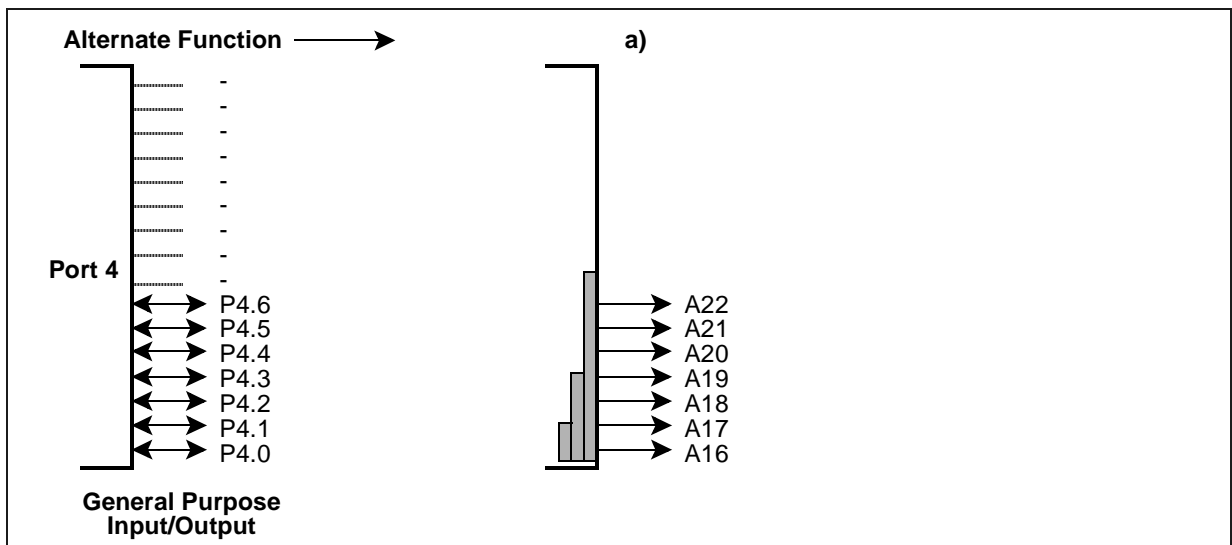 Alternate Function
a)
-
-
-
-
-
-
-
-
-
Port 4
P4.6
P4.5
P4.4
P4.3
P4.2
P4.1
P4.0
A22
A21
A20
A19
A18
A17
A16
General Purpose
Input/Output